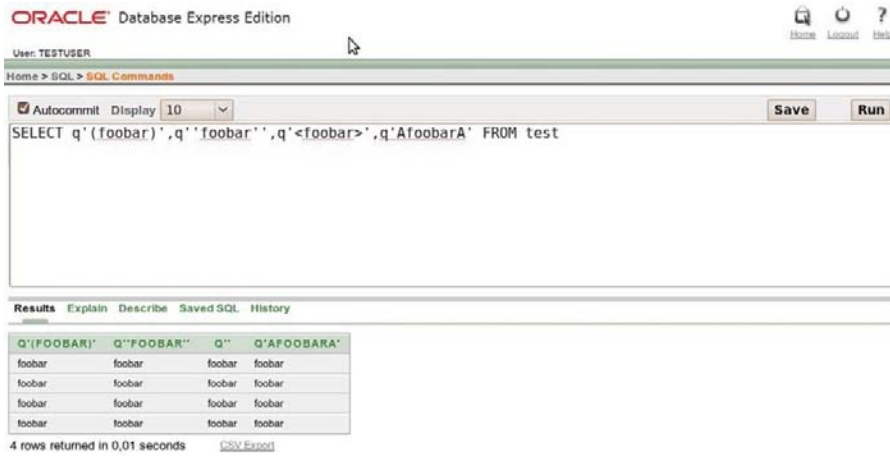 ORACLE Database Express Edition
Home Logout Help
User: TESTUSER
Home > SQL > SQL Commands
Autocommit Display 10 Save Run
SELECT q'(foobar)',q''foobar'',q'<foobar>',q'AfoobarA' FROM test
Results Explain Describe Saved SQL History
Q'(FOOBAR)' Q''FOOBAR'' Q'' Q'AFOOBARA'
foobar foobar foobar foobar
foobar foobar foobar foobar
foobar foobar foobar foobar
foobar foobar foobar foobar
4 rows returned in 0,01 seconds CSV Export